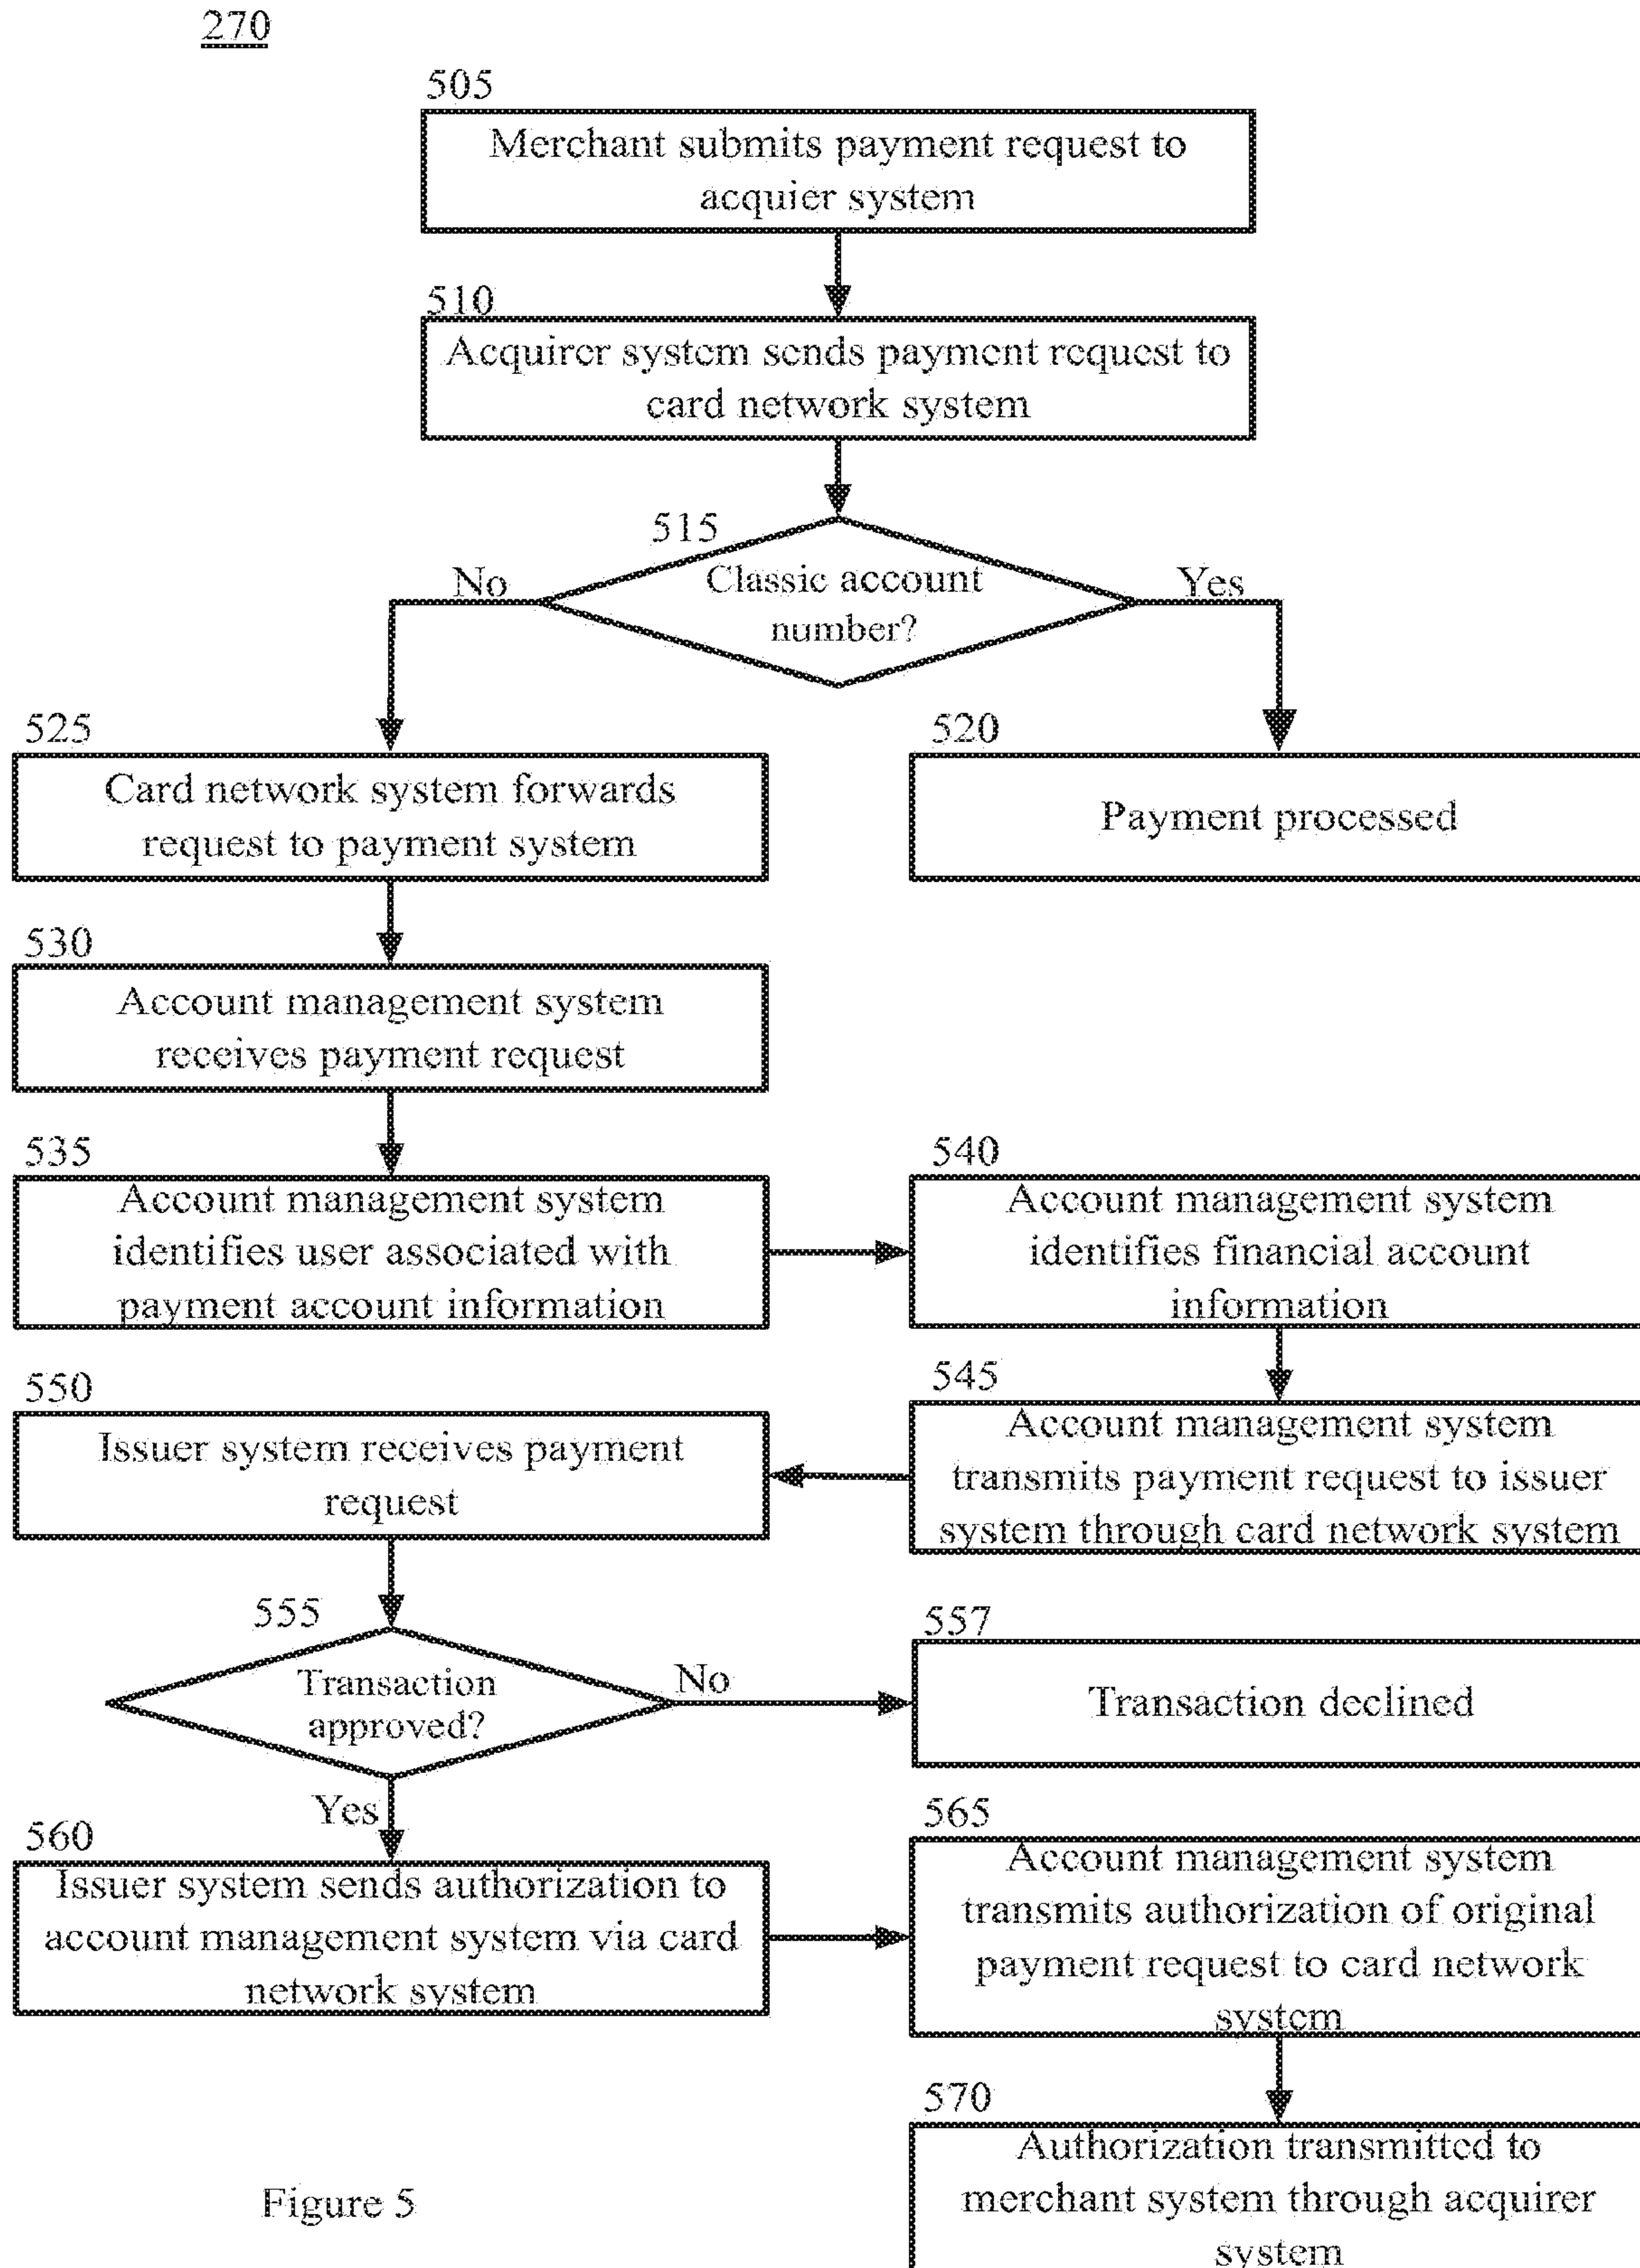 270
505
Merchant submits payment request to
acquier system
510
Acquirer system sends payment request to
card network system
515
Classic account
number?
No
Yes
525
Card network system forwards
request to payment system
520
Payment processed
530
Account management system
receives payment request
535
Account management system
identifies user associated with
payment account information
540
Account management system
identifies financial account
information
550
Issuer system receives payment
request
545
Account management system
transmits payment request to issuer
system through card network system
555
Transaction
approved?
No
Yes
557
Transaction declined
560
Issuer system sends authorization to
account management system via card
network system
565
Account management system
transmits authorization of original
payment request to card network
system
570
Authorization transmitted to
merchant system through acquirer
system
Figure 5